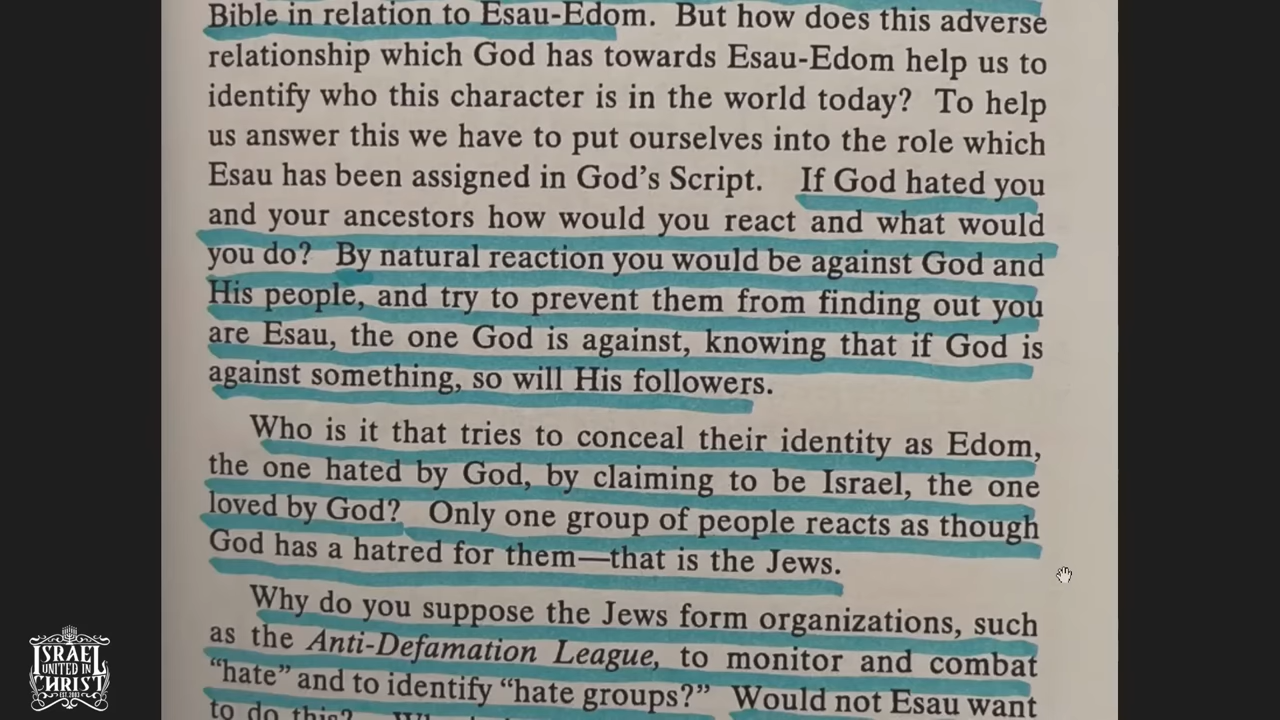 Bible in relation to Esau-Edom. But how does this adverse
relationship which God has towards Esau-Edom help us to
identify who this character is in the world today? To help
us answer this we have to put ourselves into the role which
Esau has been assigned in God's Script. If God hated you
and your ancestors how would you react and what would
you do? By natural reaction you would be against God and
His people, and try to prevent them from finding out you
are Esau, the one God is against, knowing that if God is
against something, so will His followers.
Who is it that tries to conceal their identity as Edom,
the one hated by God, by claiming to be Israel, the one
loved by God? Only one group of people reacts as though
God has a hatred for them—that is the Jews.
Why do you suppose the Jews form organizations, such
as the Anti-Defamation League, to monitor and combat
"hate" and to identify "hate groups?" Would not Esau want
to do this?
ISRAEL
UNITED IN
CHRIST
EST. 2003